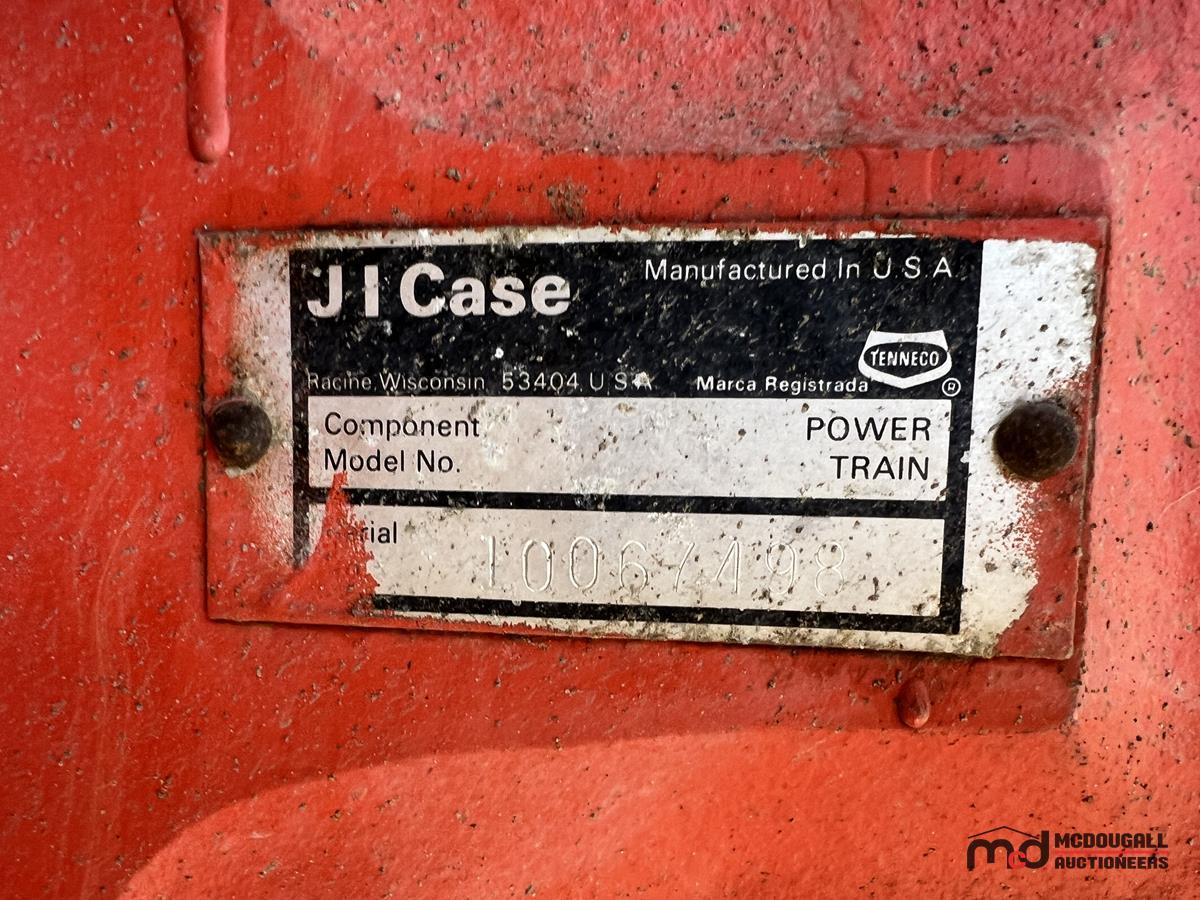 J I Case
Manufactured In U.S.A.
TENNECO
Racine, Wisconsin 53404 U.S.A.
Marca Registrada
®
Component
Model No.
POWER
TRAIN
10067498
MCDOUGALL
AUCTIONEERS